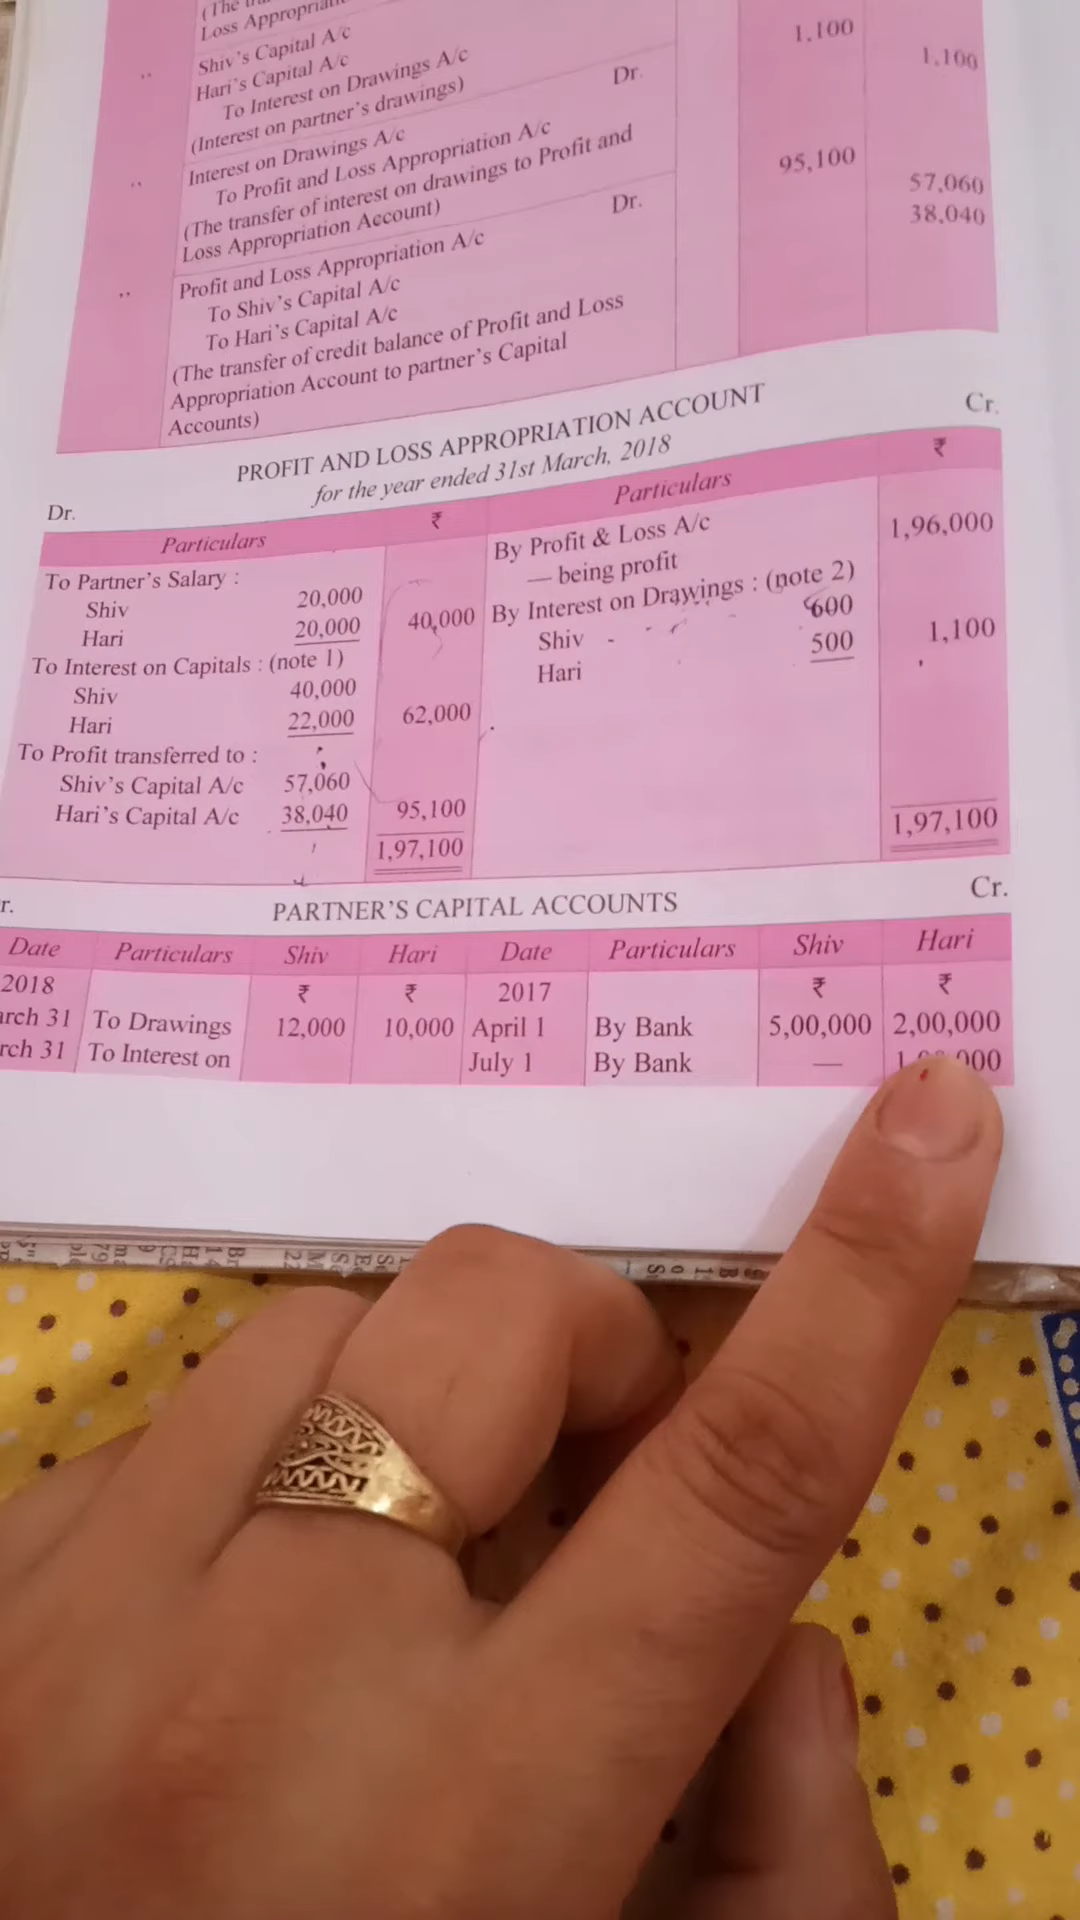 (The
Loss Appropriat
Shiv's Capital A/c
Hari's Capital A/c
To Interest on Drawings A/c
(Interest on partner's drawings)
Interest on Drawings A/c Dr. 1,100
To Profit and Loss Appropriation A/c 1,100
(The transfer of interest on drawings to Profit and
Loss Appropriation Account)
Profit and Loss Appropriation A/c Dr. 95,100
To Shiv's Capital A/c 57,060
To Hari's Capital A/c 38,040
(The transfer of credit balance of Profit and Loss
Appropriation Account to partner's Capital
Accounts)
PROFIT AND LOSS APPROPRIATION ACCOUNT
for the year ended 31st March, 2018
Dr. Cr.
Particulars ₹ Particulars ₹
To Partner's Salary : By Profit & Loss A/c 1,96,000
Shiv 20,000 — being profit
Hari 20,000 40,000 By Interest on Drawings : (note 2)
To Interest on Capitals : (note 1) Shiv 600
Shiv 40,000 Hari 500 1,100
Hari 22,000 62,000
To Profit transferred to :
Shiv's Capital A/c 57,060
Hari's Capital A/c 38,040 95,100
1,97,100 1,97,100
r. PARTNER'S CAPITAL ACCOUNTS Cr.
Date Particulars Shiv Hari Date Particulars Shiv Hari
2018 ₹ ₹ 2017 ₹ ₹
arch 31 To Drawings 12,000 10,000 April 1 By Bank 5,00,000 2,00,000
rch 31 To Interest on July 1 By Bank —